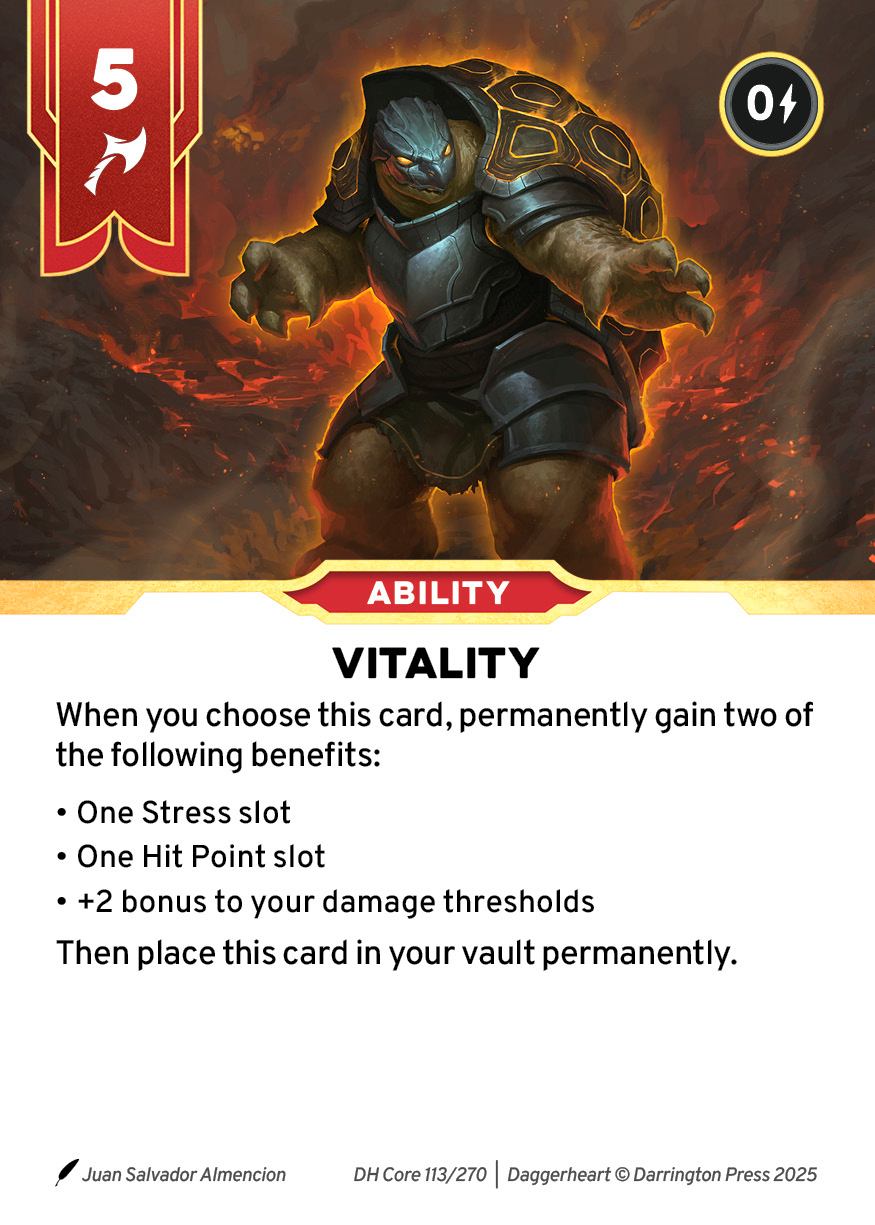 5
0
ABILITY
VITALITY
When you choose this card, permanently gain two of
the following benefits:
• One Stress slot
• One Hit Point slot
• +2 bonus to your damage thresholds
Then place this card in your vault permanently.
Juan Salvador Almencion
DH Core 113/270 | Daggerheart © Darrington Press 2025